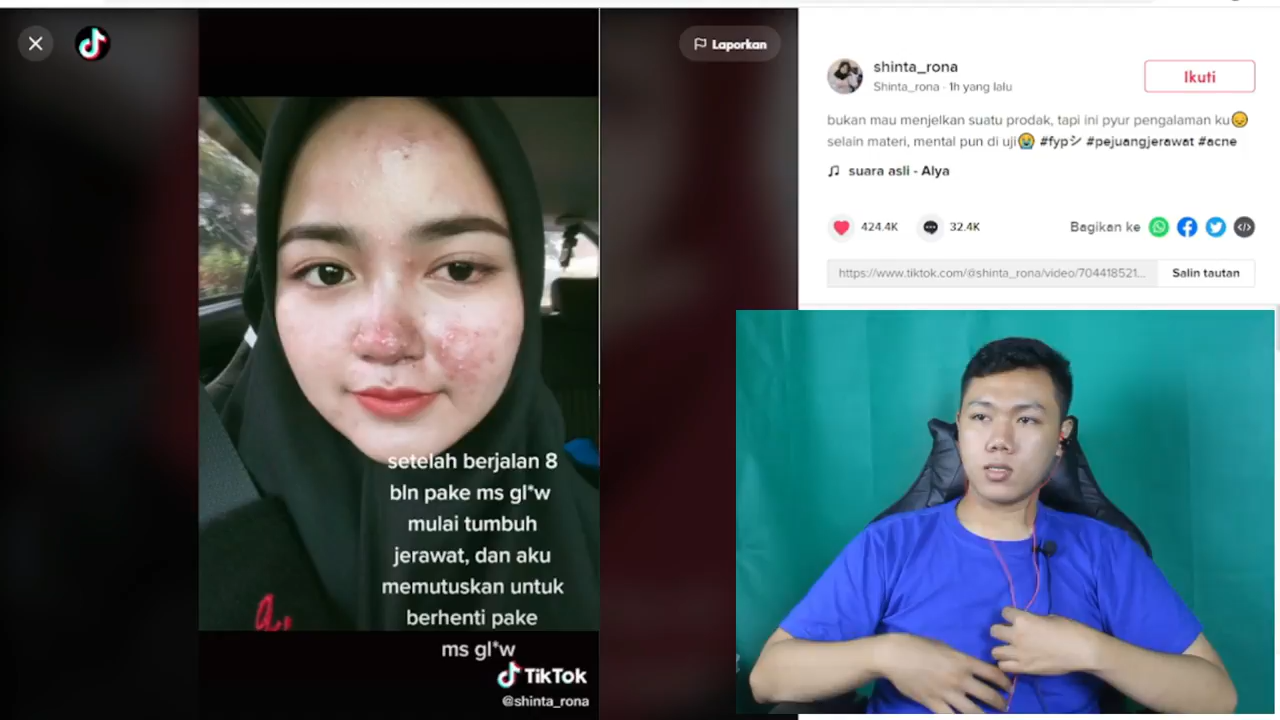 Laporkan
setelah berjalan 8
bln pake ms gl*w
mulai tumbuh
jerawat, dan aku
memutuskan untuk
berhenti pake
ms gl*w
TikTok
@shinta_rona
shinta_rona
Shinta_rona · 1h yang lalu
Ikuti
bukan mau menjelkan suatu prodak, tapi ini pyur pengalaman ku😞
selain materi, mental pun di uji😭 #fypシ #pejuangjerawat #acne
suara asli - Alya
424.4K
32.4K
Bagikan ke
https://www.tiktok.com/@shinta_rona/video/704418521...
Salin tautan